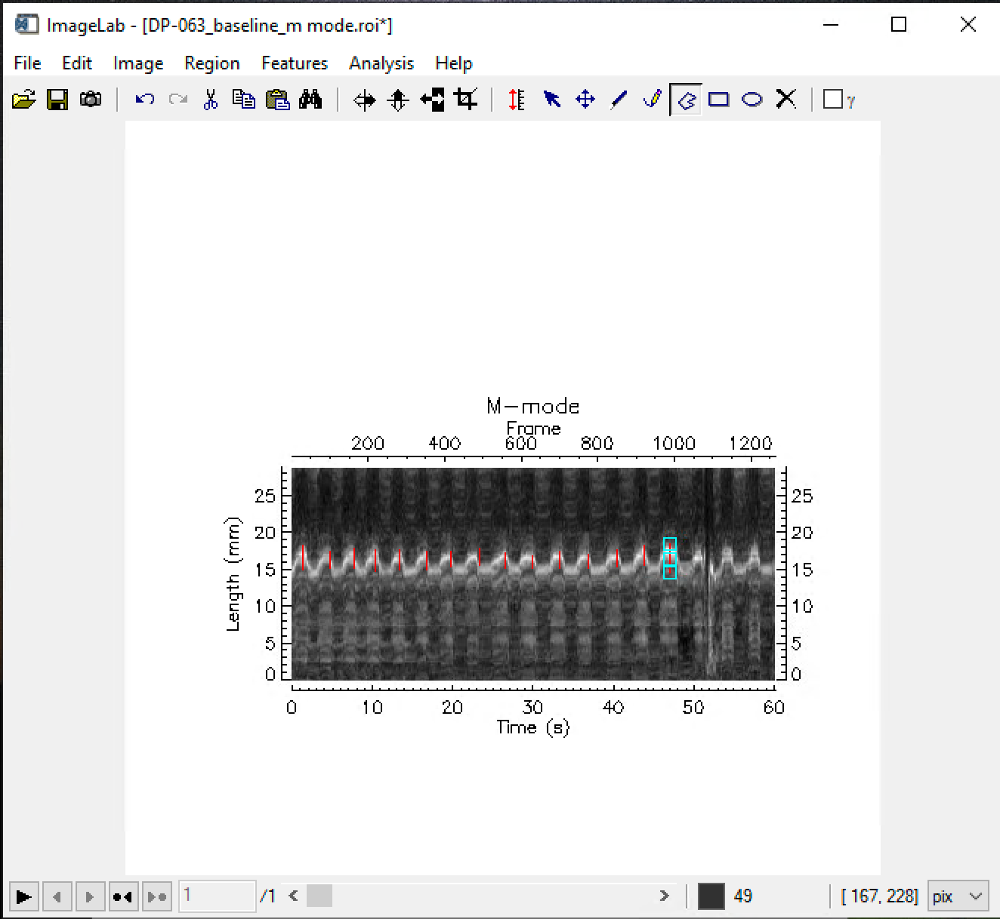 ImageLab - [DP-063_baseline_m mode.roi*]
File Edit Image Region Features Analysis Help
γ
M-mode
Frame
200 400 600 800 1000 1200
25 25
20 20
15 15
10 10
5 5
0 0
Length (mm)
0 10 20 30 40 50 60
Time (s)
1 /1 49 [ 167, 228] pix